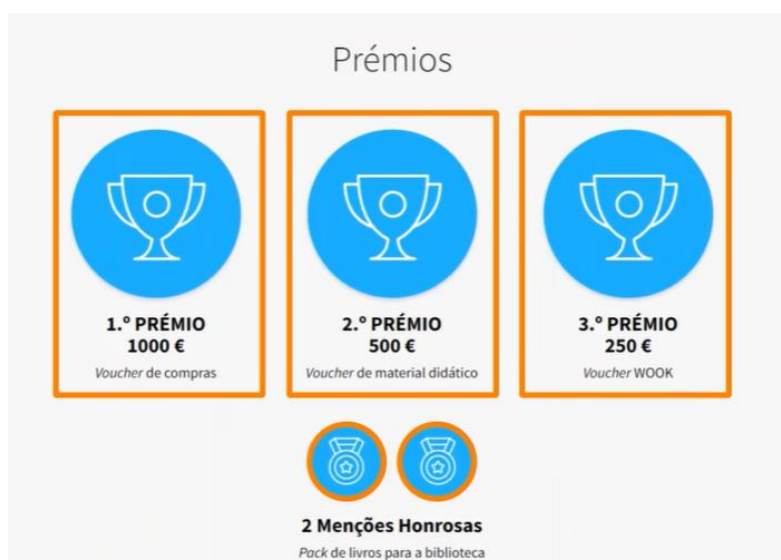 Prémios
1.º PRÉMIO
1000 €
Voucher de compras
2.º PRÉMIO
500 €
Voucher de material didático
3.º PRÉMIO
250 €
Voucher WOOK
2 Menções Honrosas
Pack de livros para a biblioteca